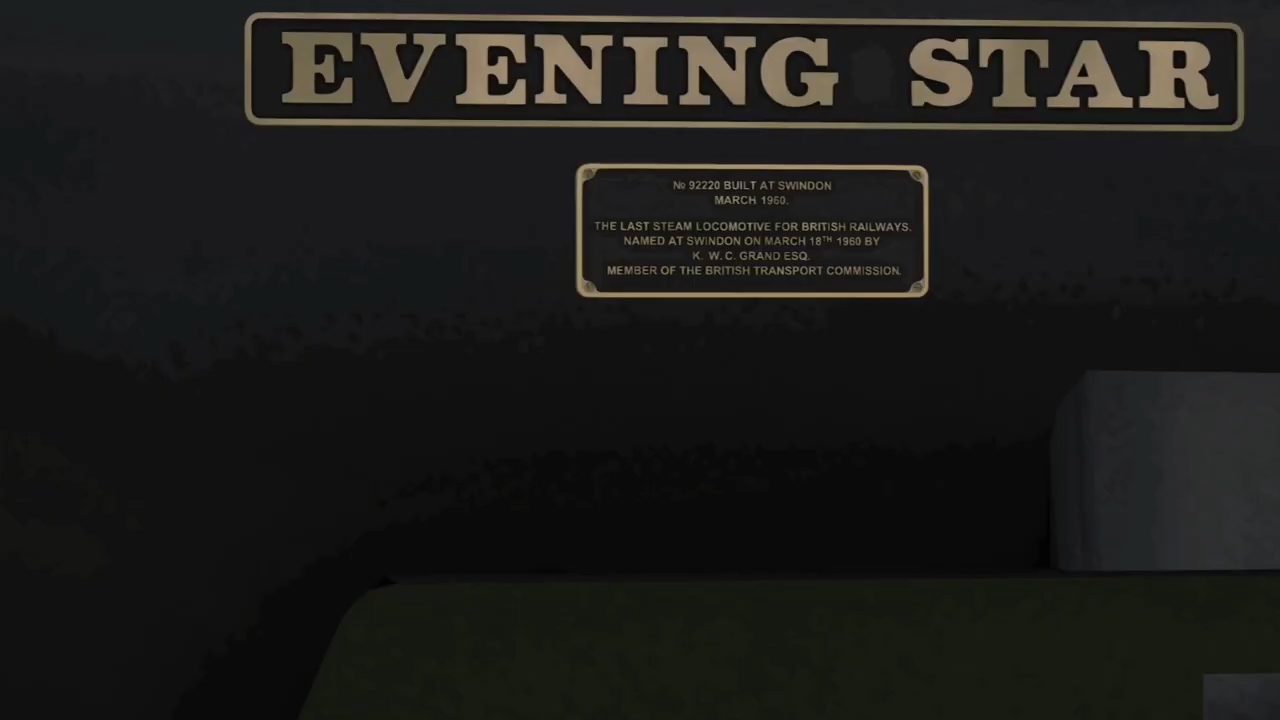 EVENING STAR
№ 92220 BUILT AT SWINDON
MARCH 1960.
THE LAST STEAM LOCOMOTIVE FOR BRITISH RAILWAYS.
NAMED AT SWINDON ON MARCH 18TH 1960 BY
K. W. C. GRAND ESQ.
MEMBER OF THE BRITISH TRANSPORT COMMISSION.